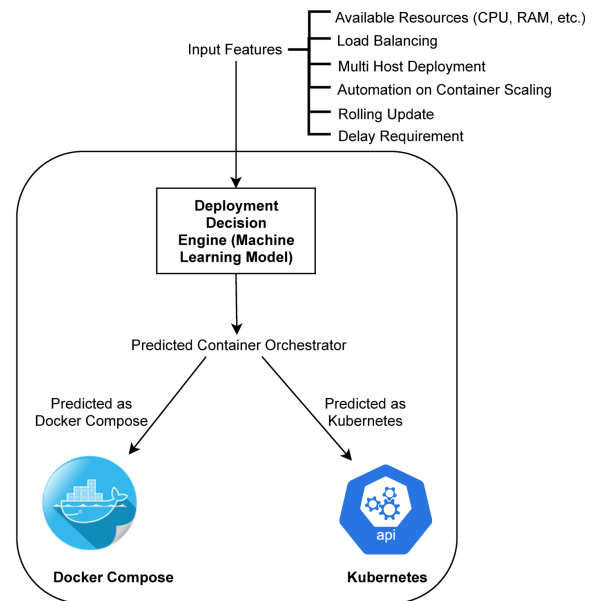 Available Resources (CPU, RAM, etc.)
Input Features
Load Balancing
Multi Host Deployment
Automation on Container Scaling
Rolling Update
Delay Requirement
Deployment
Decision
Engine (Machine
Learning Model)
Predicted Container Orchestrator
Predicted as
Docker Compose
Predicted as
Kubernetes
api
Docker Compose
Kubernetes